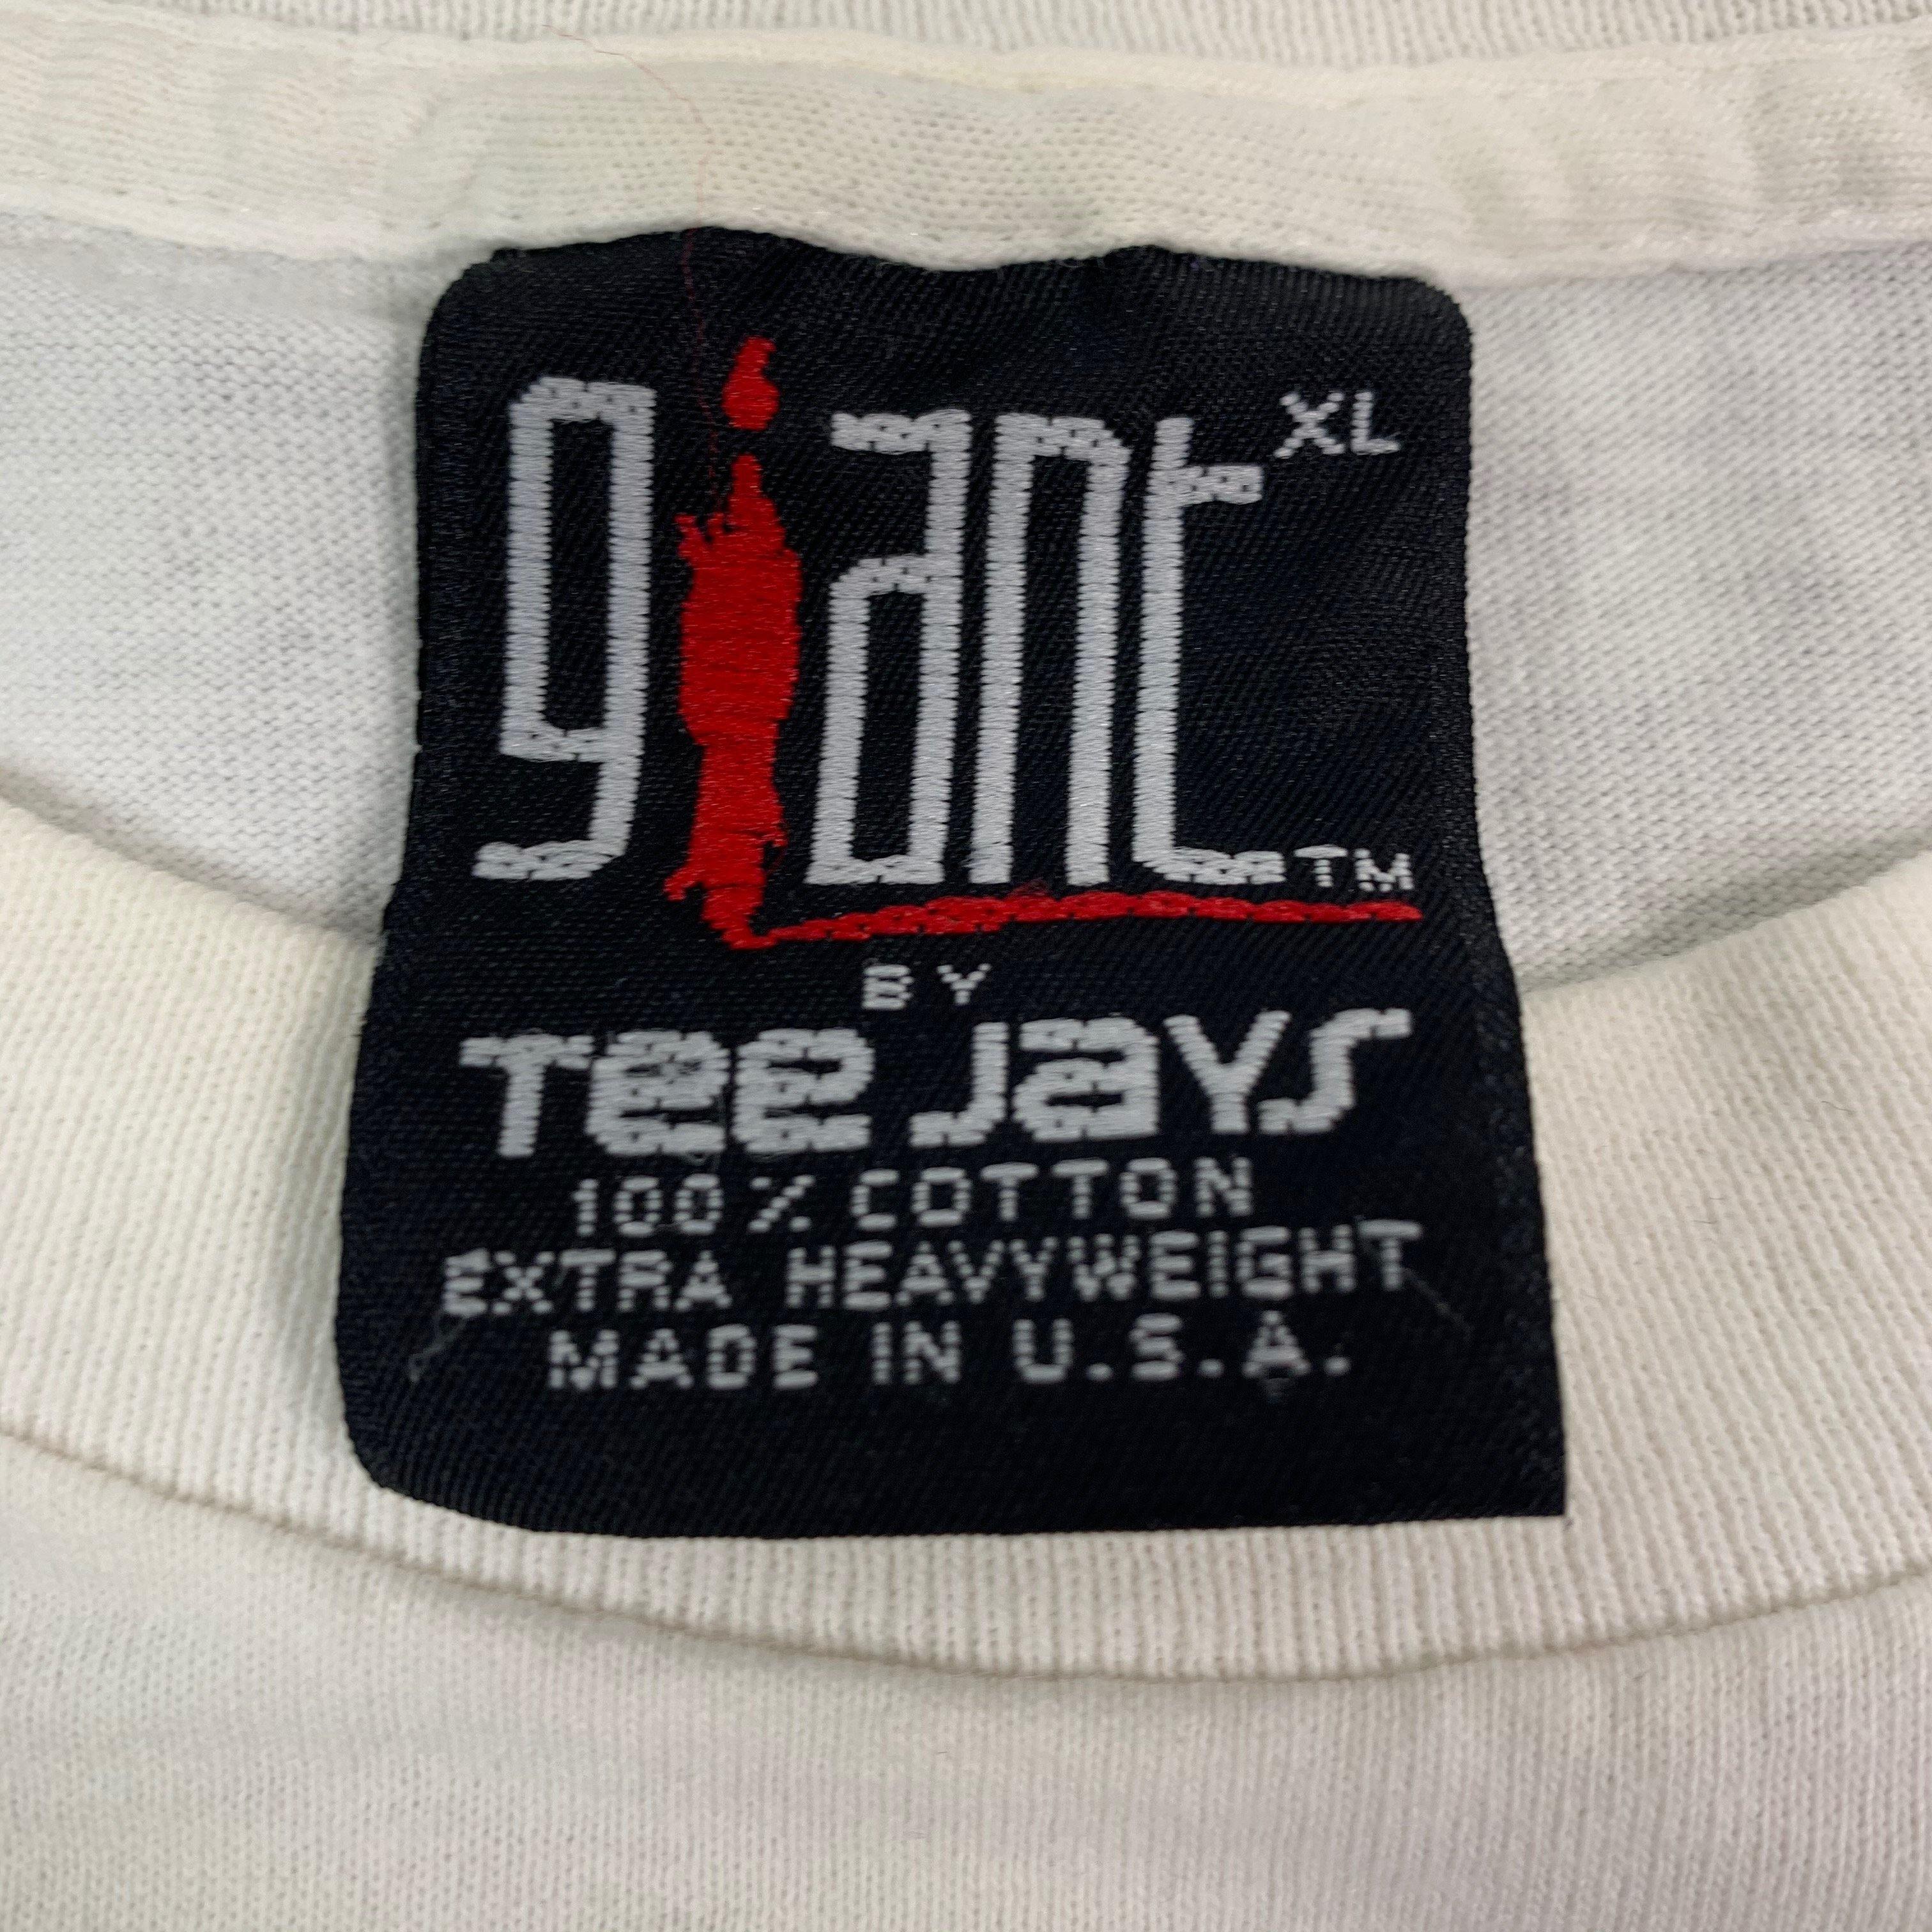 giant XL
TM
BY
Tee Jays
100% COTTON
EXTRA HEAVYWEIGHT
MADE IN U.S.A.